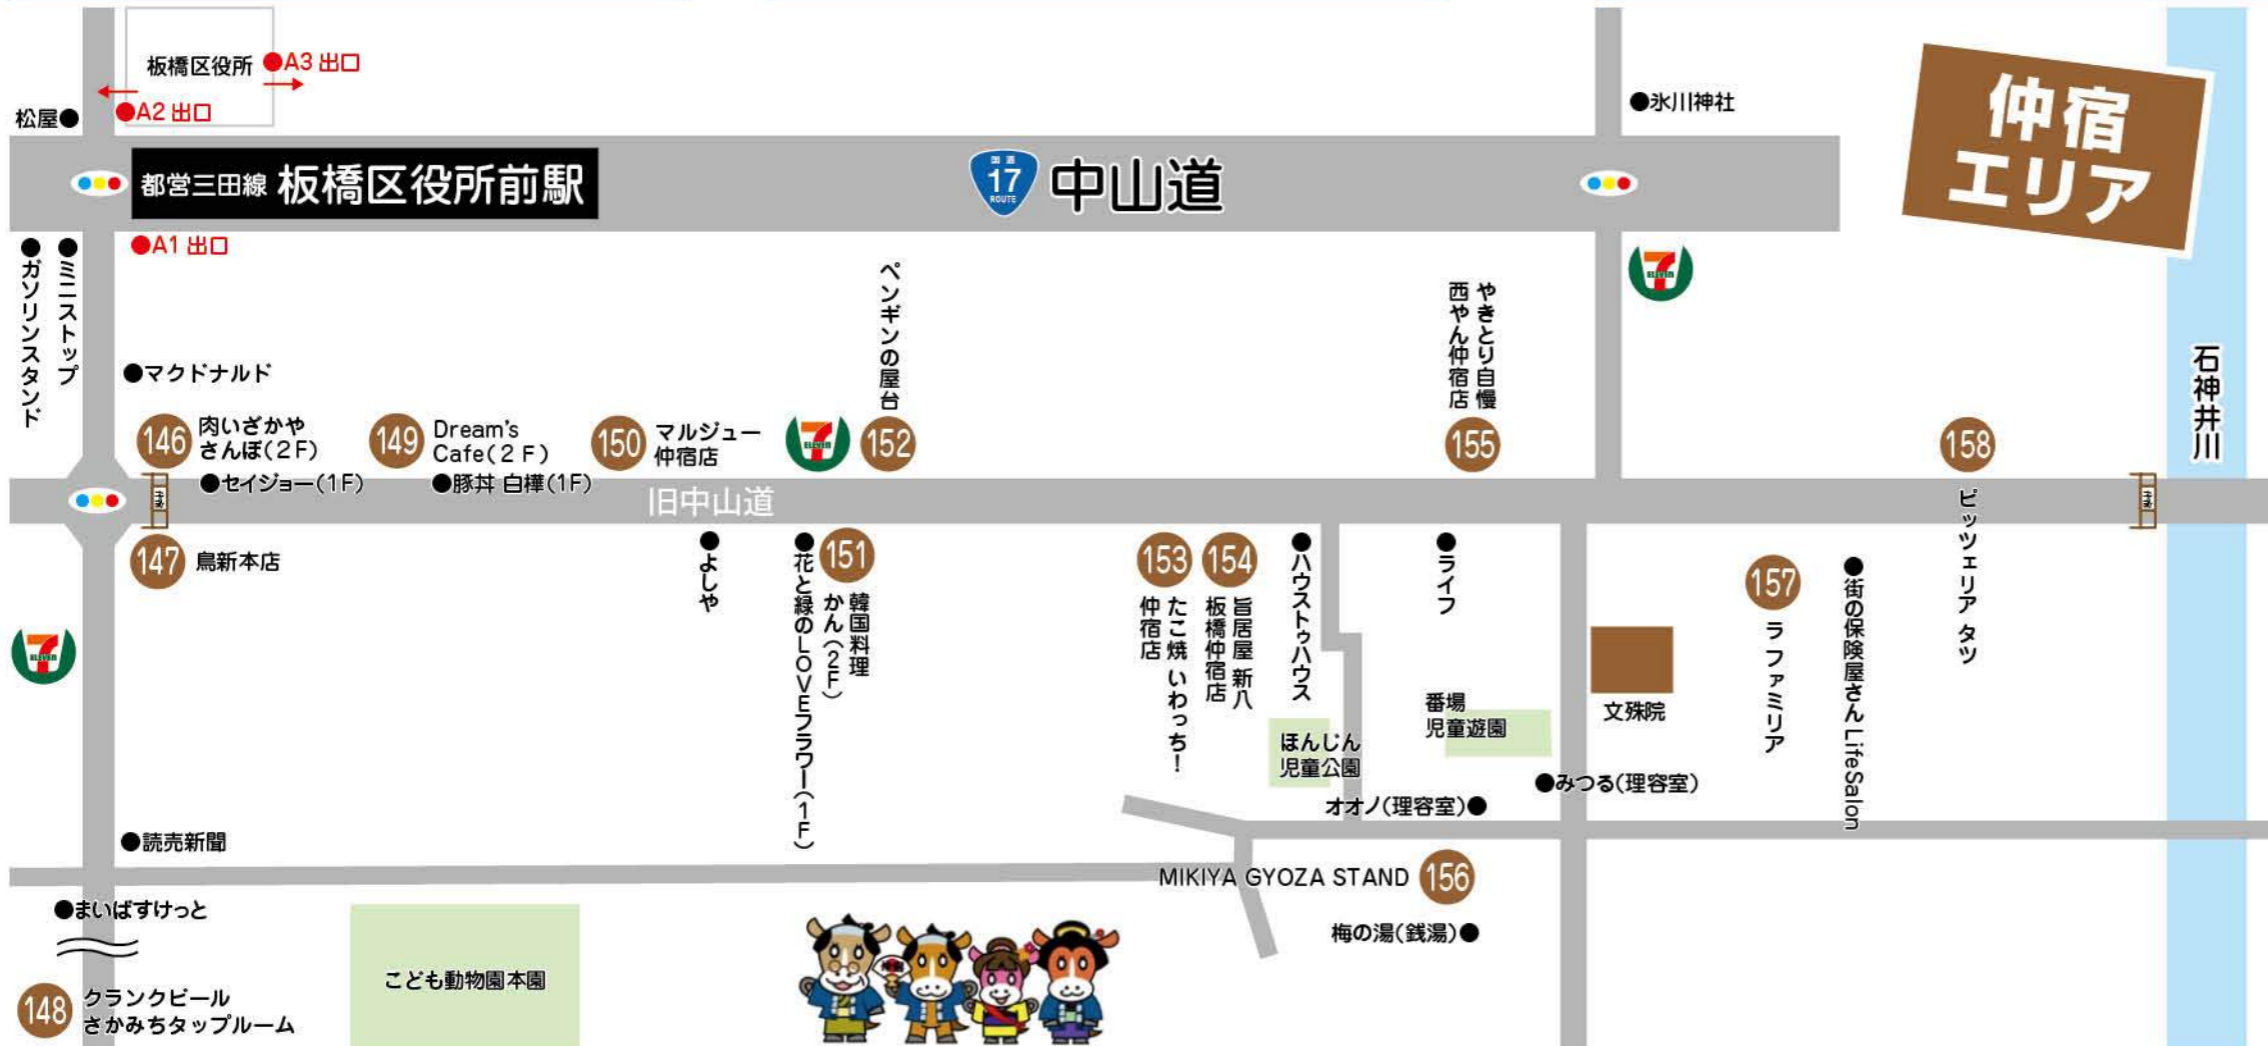 板橋区役所
A3 出口
A2 出口
松屋
都営三田線 板橋区役所前駅
A1 出口
国道
17
ROUTE
中山道
氷川神社
仲宿
エリア
ガソリンスタンド
ミニストップ
マクドナルド
146
肉いざかや
さんぽ(2F)
セイジョー(1F)
149
Dream's
Cafe(2 F)
豚丼 白樺(1F)
150
マルジュー
仲宿店
7
ELEVEN
ペンギンの屋台
152
やきとり自慢
西やん仲宿店
155
7
ELEVEN
158
ピッツェリア タツ
石神井川
旧中山道
147
鳥新本店
7
ELEVEN
よしや
花と緑のLOVEフラワー(1F)
151
韓国料理
かん(2F)
153
たこ焼 いわっち!
仲宿店
154
旨居屋 新八
板橋仲宿店
ハウストゥハウス
ライフ
ほんじん
児童公園
番場
児童遊園
文殊院
157
ラ ファミリア
街の保険屋さん LifeSalon
みつる(理容室)
オオノ(理容室)
読売新聞
MIKIYA GYOZA STAND
156
梅の湯(銭湯)
まいばすけっと
148
クランクビール
さかみちタップルーム
こども動物園本園